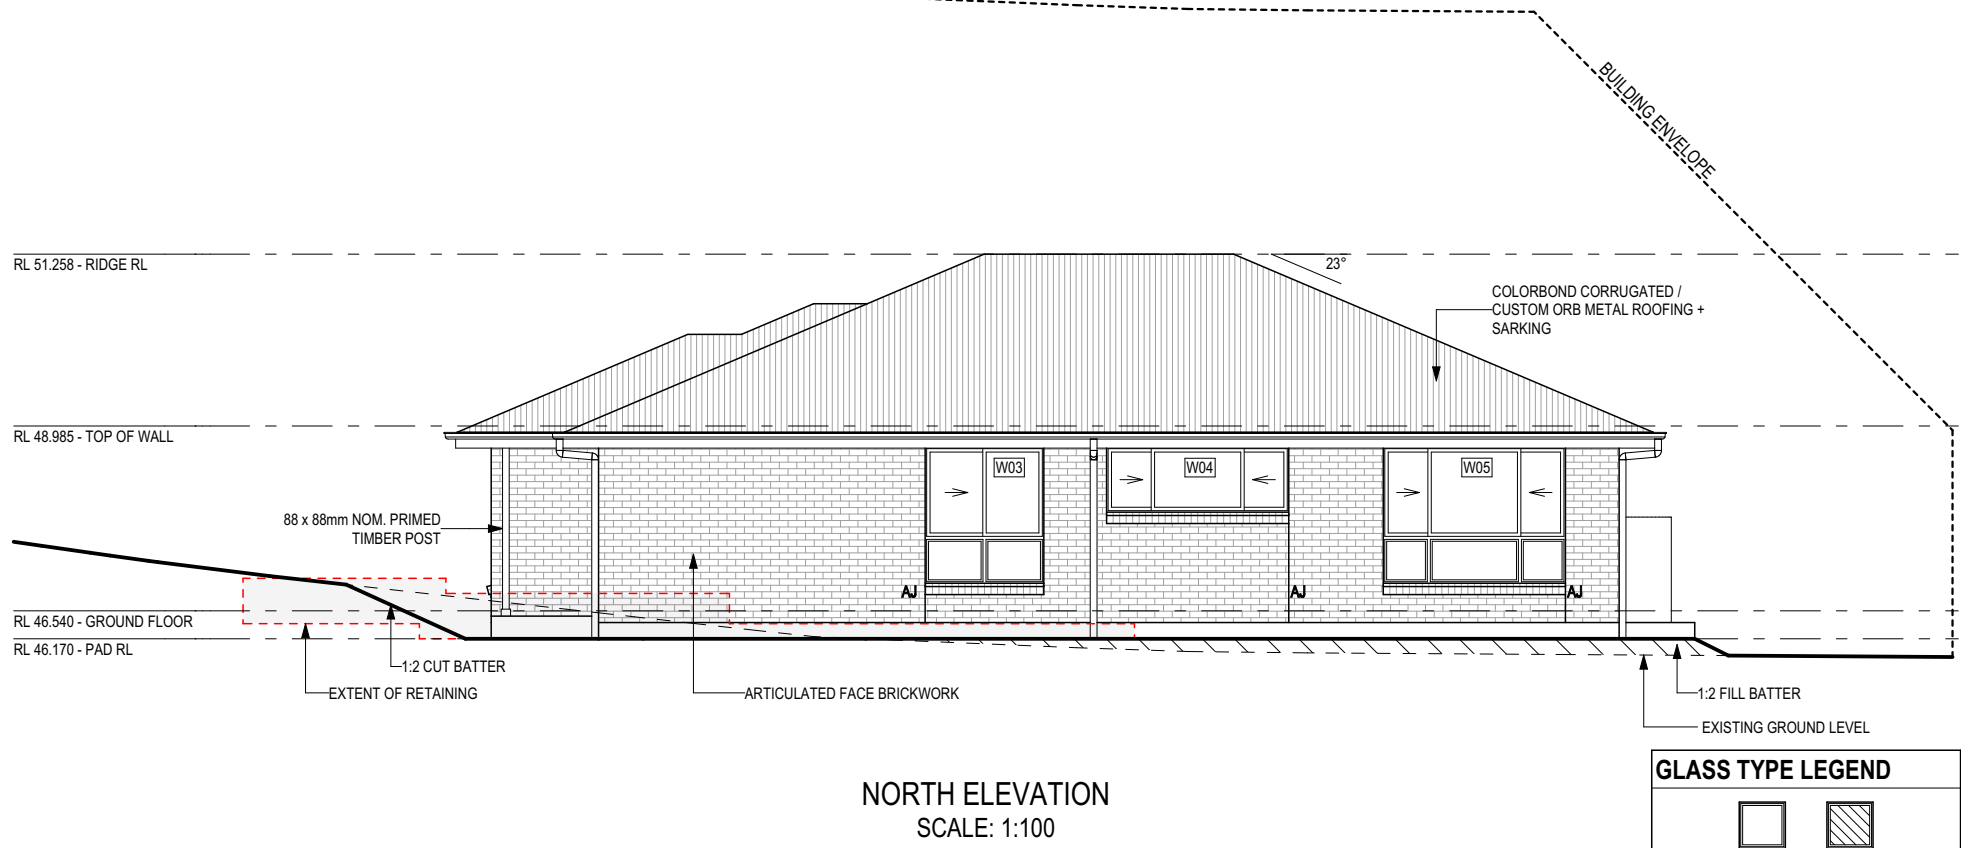 BUILDING ENVELOPE
RL 51.258 - RIDGE RL
23°
COLORBOND CORRUGATED /
CUSTOM ORB METAL ROOFING +
SARKING
RL 48.985 - TOP OF WALL
W03
W04
W05
88 x 88mm NOM. PRIMED
TIMBER POST
AJ
AJ
AJ
RL 46.540 - GROUND FLOOR
RL 46.170 - PAD RL
1:2 CUT BATTER
EXTENT OF RETAINING
ARTICULATED FACE BRICKWORK
1:2 FILL BATTER
EXISTING GROUND LEVEL
GLASS TYPE LEGEND
NORTH ELEVATION
SCALE: 1:100